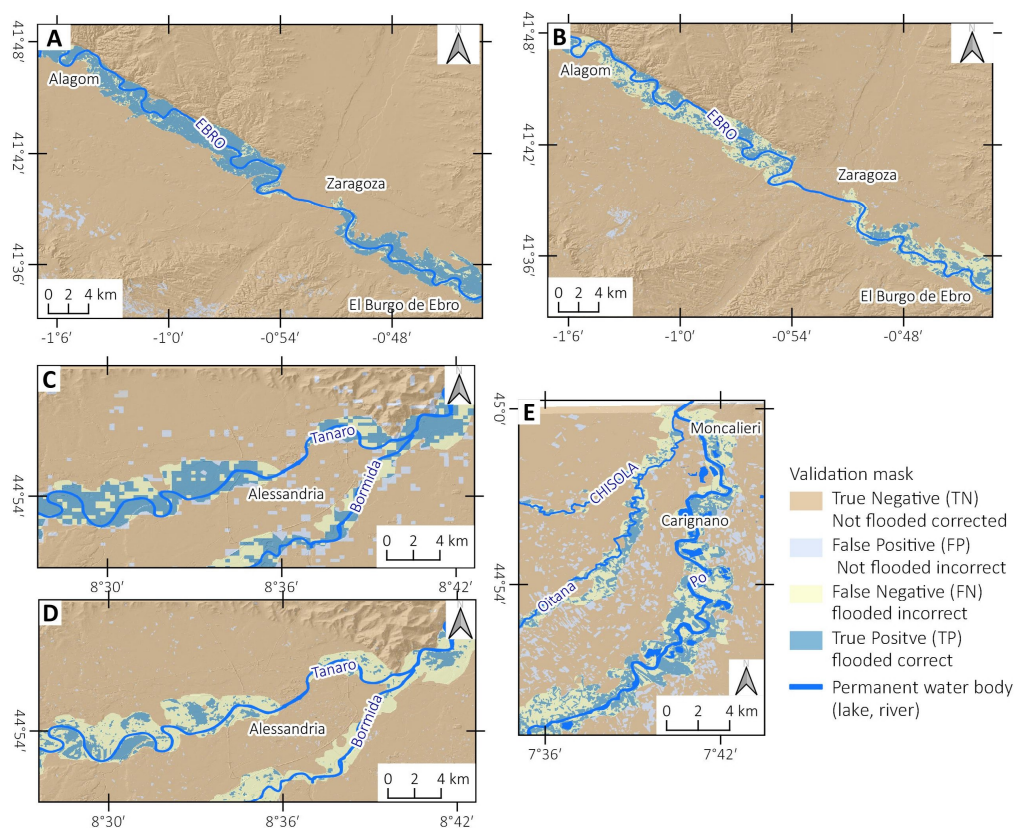 A
N
41°48′
41°42′
41°36′
Alagom
EBRO
Zaragoza
El Burgo de Ebro
0 2 4 km
-1°6′ -1°0′ -0°54′ -0°48′
B
N
41°48′
41°42′
41°36′
Alagom
EBRO
Zaragoza
El Burgo de Ebro
0 2 4 km
-1°6′ -1°0′ -0°54′ -0°48′
C
N
44°54′
Tanaro
Bormida
Alessandria
0 2 4 km
8°30′ 8°36′ 8°42′
D
N
44°54′
Tanaro
Bormida
Alessandria
0 2 4 km
8°30′ 8°36′ 8°42′
E
N
45°0′
44°54′
Moncalieri
CHISOLA
Carignano
Oitana
Po
0 2 4 km
7°36′ 7°42′
Validation mask
True Negative (TN)
Not flooded corrected
False Positive (FP)
Not flooded incorrect
False Negative (FN)
flooded incorrect
True Positve (TP)
flooded correct
Permanent water body
(lake, river)